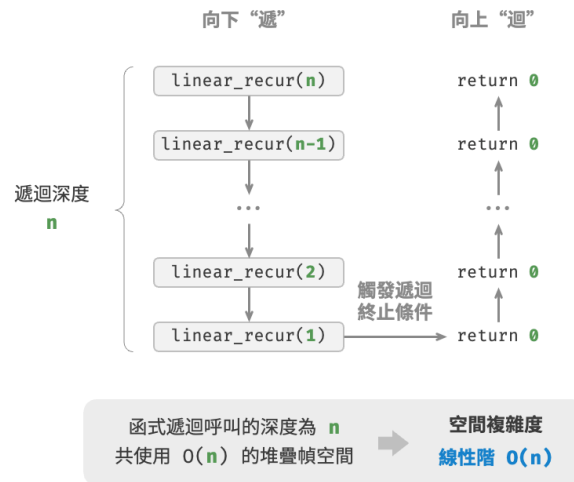 向下“遞”
向上“迴”
linear_recur(n)
return 0
linear_recur(n-1)
return 0
遞迴深度
n
...
...
linear_recur(2)
return 0
觸發遞迴
終止條件
linear_recur(1)
return 0
函式遞迴呼叫的深度為 n
共使用 O(n) 的堆疊幀空間
空間複雜度
線性階 O(n)